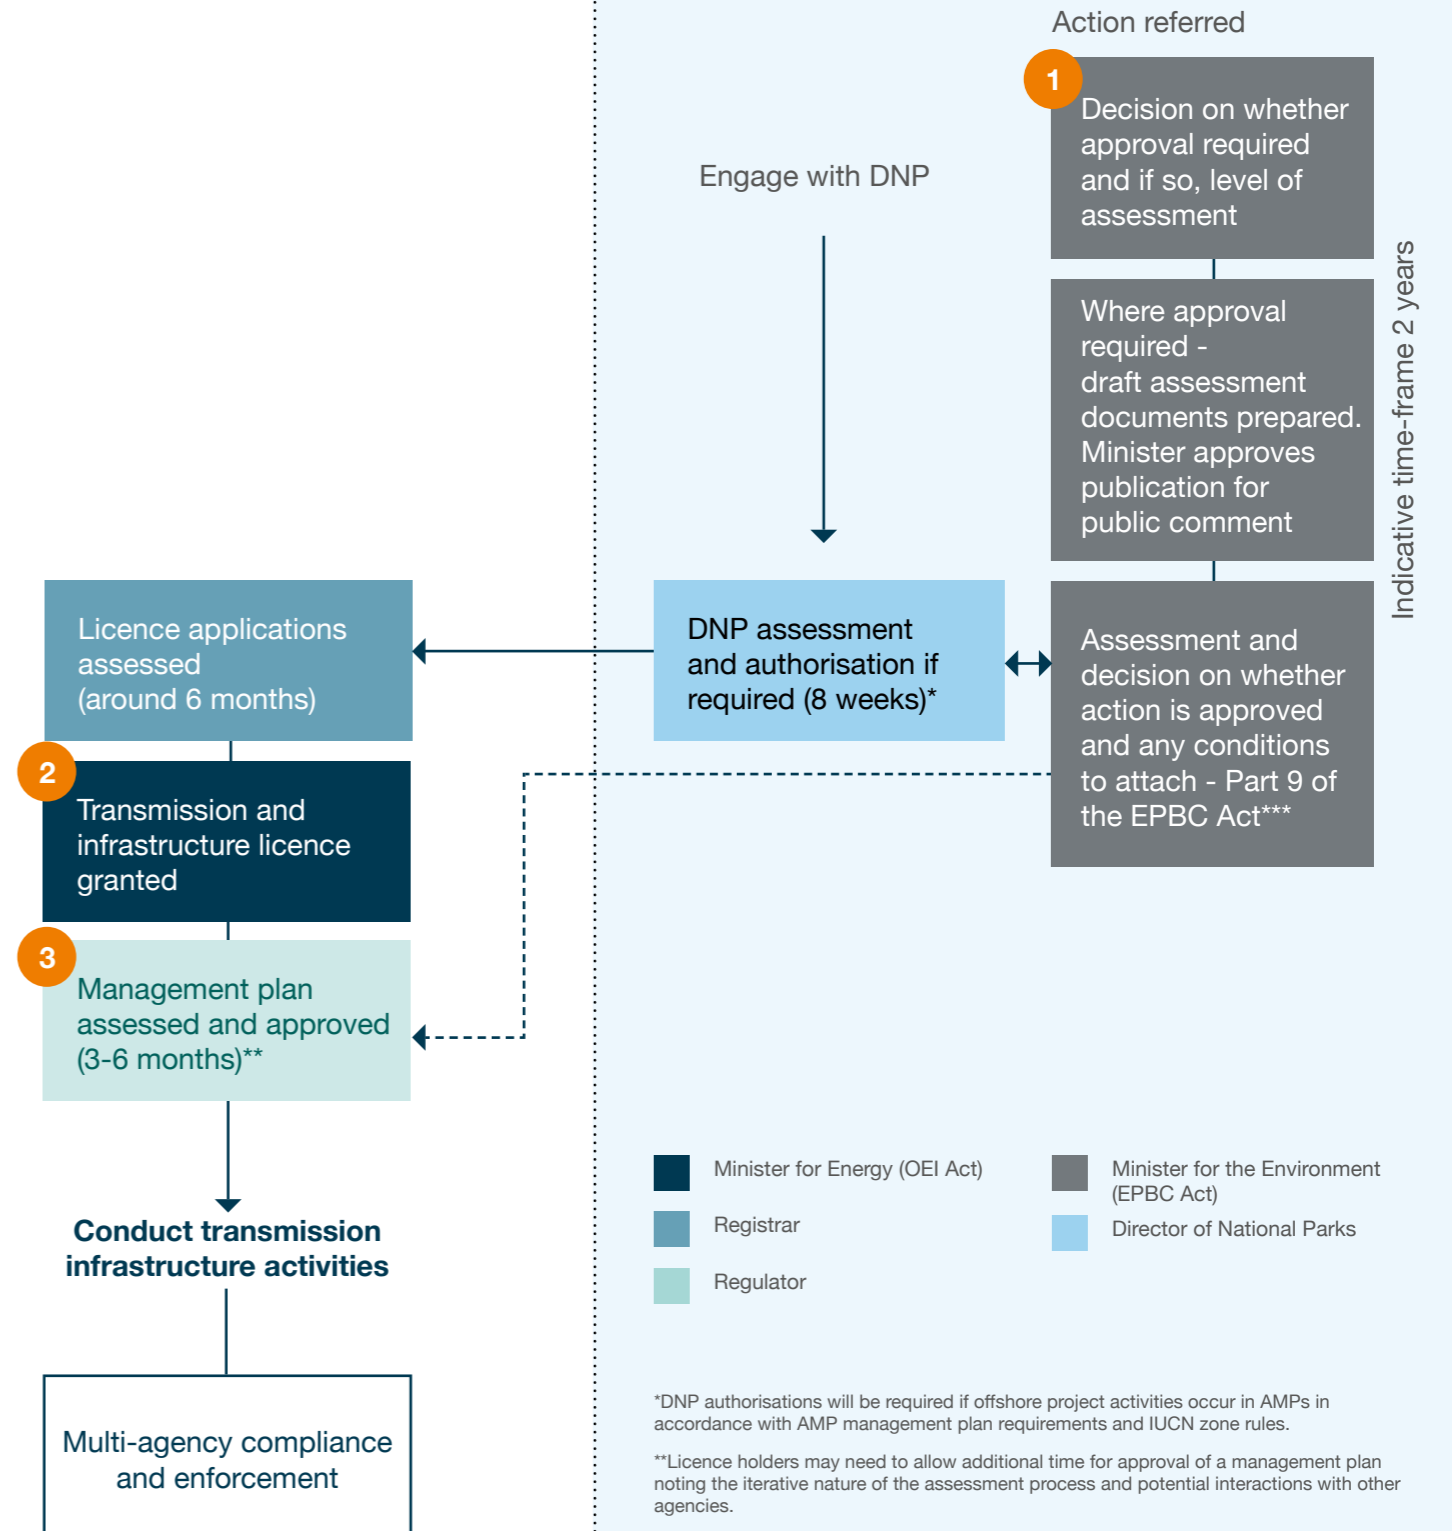 Action referred
1
Decision on whether
approval required
and if so, level of
assessment
Engage with DNP
Where approval
required -
draft assessment
documents prepared.
Minister approves
publication for
public comment
Indicative time-frame 2 years
Licence applications
assessed
(around 6 months)
DNP assessment
and authorisation if
required (8 weeks)*
Assessment and
decision on whether
action is approved
and any conditions
to attach - Part 9 of
the EPBC Act***
2
Transmission and
infrastructure licence
granted
3
Management plan
assessed and approved
(3-6 months)**
Conduct transmission
infrastructure activities
Multi-agency compliance
and enforcement
Minister for Energy (OEI Act)
Registrar
Regulator
Minister for the Environment
(EPBC Act)
Director of National Parks
*DNP authorisations will be required if offshore project activities occur in AMPs in
accordance with AMP management plan requirements and IUCN zone rules.
**Licence holders may need to allow additional time for approval of a management plan
noting the iterative nature of the assessment process and potential interactions with other
agencies.